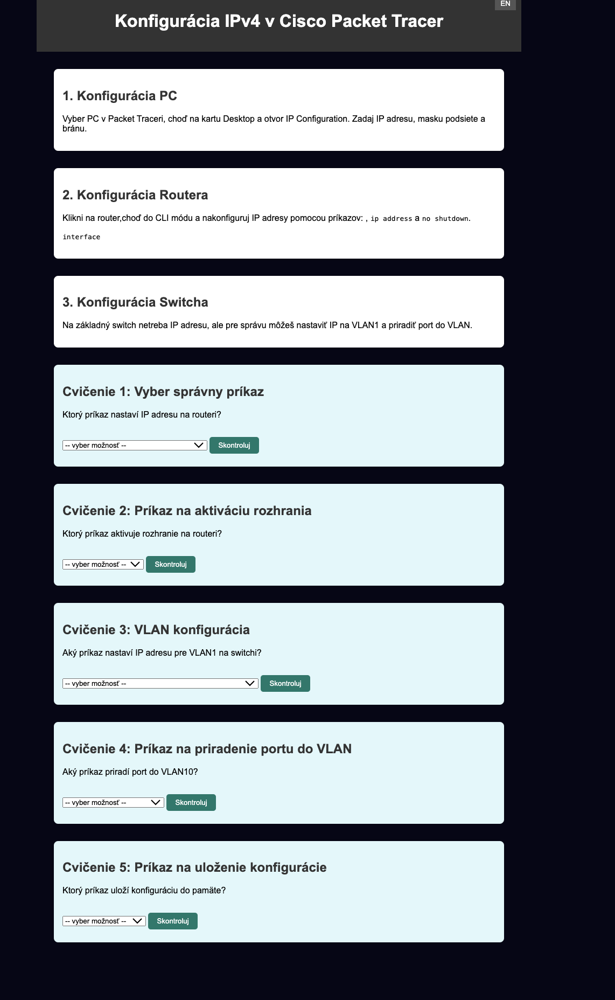 EN
Konfigurácia IPv4 v Cisco Packet Tracer
1. Konfigurácia PC
Vyber PC v Packet Traceri, choď na kartu Desktop a otvor IP Configuration. Zadaj IP adresu, masku podsiete a
bránu.
2. Konfigurácia Routera
Klikni na router,choď do CLI módu a nakonfiguruj IP adresy pomocou príkazov: , ip address a no shutdown.
interface
3. Konfigurácia Switcha
Na základný switch netreba IP adresu, ale pre správu môžeš nastaviť IP na VLAN1 a priradiť port do VLAN.
Cvičenie 1: Vyber správny príkaz
Ktorý príkaz nastaví IP adresu na routeri?
-- vyber možnosť -- Skontroluj
Cvičenie 2: Príkaz na aktiváciu rozhrania
Ktorý príkaz aktivuje rozhranie na routeri?
-- vyber možnosť -- Skontroluj
Cvičenie 3: VLAN konfigurácia
Aký príkaz nastaví IP adresu pre VLAN1 na switchi?
-- vyber možnosť -- Skontroluj
Cvičenie 4: Príkaz na priradenie portu do VLAN
Aký príkaz priradí port do VLAN10?
-- vyber možnosť -- Skontroluj
Cvičenie 5: Príkaz na uloženie konfigurácie
Ktorý príkaz uloží konfiguráciu do pamäte?
-- vyber možnosť -- Skontroluj